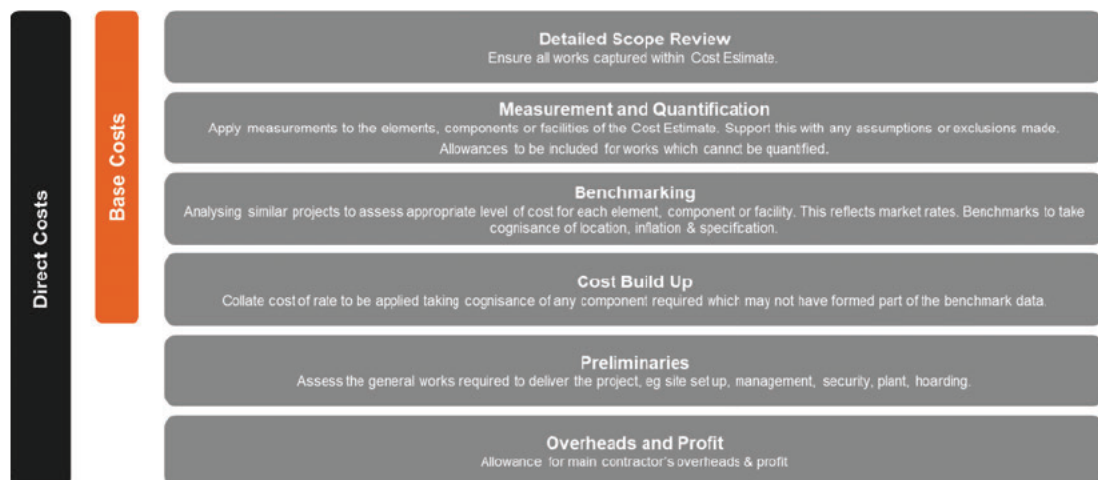 Direct Costs
Base Costs
Detailed Scope Review
Ensure all works captured within Cost Estimate.
Measurement and Quantification
Apply measurements to the elements, components or facilities of the Cost Estimate. Support this with any assumptions or exclusions made.
Allowances to be included for works which cannot be quantified.
Benchmarking
Analysing similar projects to assess appropriate level of cost for each element, component or facility. This reflects market rates. Benchmarks to take
cognisance of location, inflation & specification.
Cost Build Up
Collate cost of rate to be applied taking cognisance of any component required which may not have formed part of the benchmark data.
Preliminaries
Assess the general works required to deliver the project, eg site set up, management, security, plant, hoarding.
Overheads and Profit
Allowance for main contractor's overheads & profit